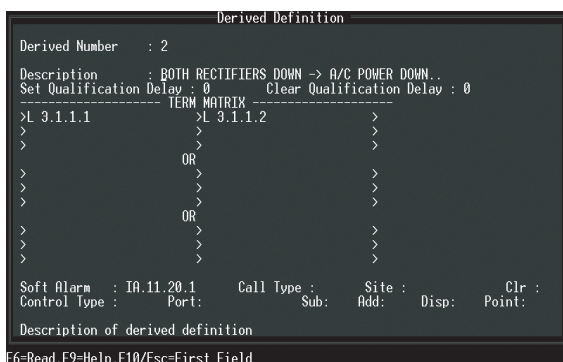 Derived Definition
Derived Number : 2
Description : BOTH RECTIFIERS DOWN -> A/C POWER DOWN..
Set Qualification Delay : 0 Clear Qualification Delay : 0
-------------------- TERM MATRIX --------------------
>L 3.1.1.1 >L 3.1.1.2 >
> > >
> > >
OR
> > >
> > >
> > >
OR
> > >
> > >
> > >
Soft Alarm : IA.11.20.1 Call Type : Site : Clr :
Control Type : Port: Sub: Add: Disp: Point:
Description of derived definition
F6=Read,F9=Help,F10/Esc=First Field